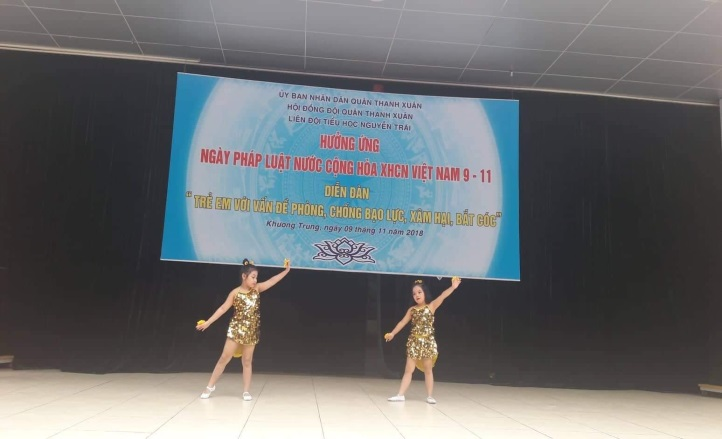 ỦY BAN NHÂN DÂN QUẬN THANH XUÂN
HỘI ĐỒNG ĐỘI QUẬN THANH XUÂN
LIÊN ĐỘI TIỂU HỌC NGUYỄN TRÃI
HƯỞNG ỨNG
NGÀY PHÁP LUẬT NƯỚC CỘNG HÒA XHCN VIỆT NAM 9 - 11
DIỄN ĐÀN
" TRẺ EM VỚI VẤN ĐỀ PHÒNG, CHỐNG BẠO LỰC, XÂM HẠI, BẮT CÓC"
Khương Trung, ngày 09 tháng 11 năm 2018